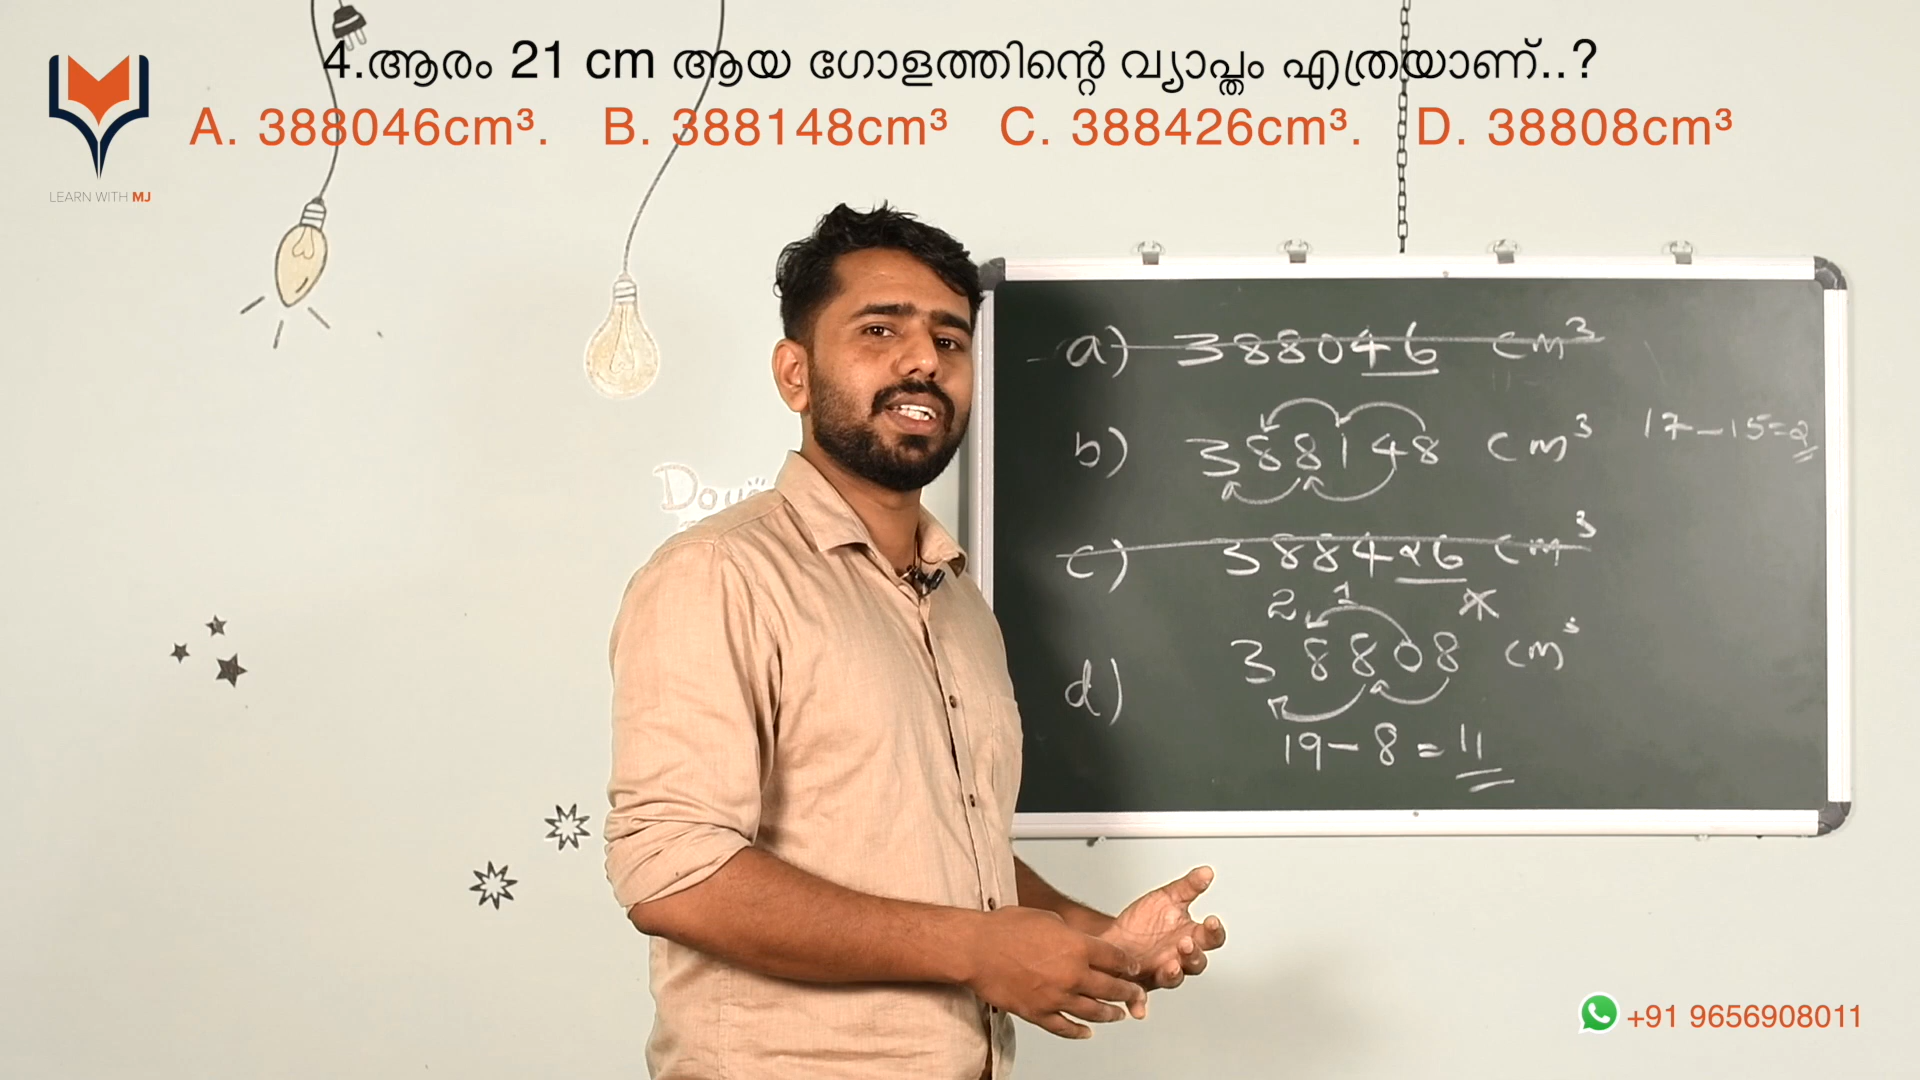 4.ആരം 21 cm ആയ ഗോളത്തിന്റെ വ്യാപ്തം എത്രയാണ്..?
A. 388046cm³. B. 388148cm³ C. 388426cm³. D. 38808cm³
LEARN WITH MJ
a) 388046 cm³
b) 388148 cm³ 17-15=2
c) 388426 cm³
2 1
d) 38808 cm³
19-8=11
+91 9656908011